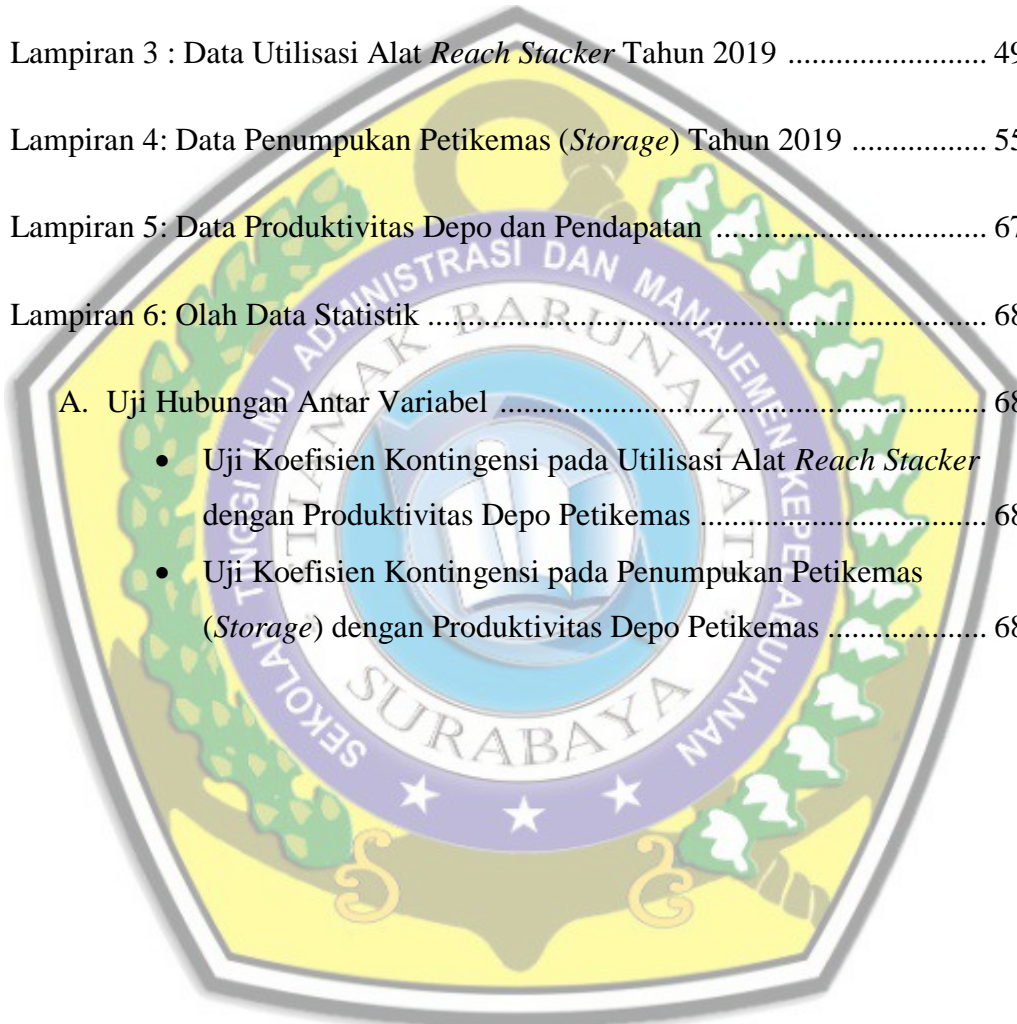 Lampiran 3 : Data Utilisasi Alat Reach Stacker Tahun 2019 ........................ 49
Lampiran 4: Data Penumpukan Petikemas (Storage) Tahun 2019 ................. 55
Lampiran 5: Data Produktivitas Depo dan Pendapatan .................................. 67
Lampiran 6: Olah Data Statistik ...................................................................... 68
A. Uji Hubungan Antar Variabel ............................................................. 68
• Uji Koefisien Kontingensi pada Utilisasi Alat Reach Stacker
dengan Produktivitas Depo Petikemas .................................... 68
• Uji Koefisien Kontingensi pada Penumpukan Petikemas
(Storage) dengan Produktivitas Depo Petikemas .................... 68
SEKOLAH TINGGI ILMU ADMINISTRASI DAN MANAJEMEN KEPELABUHANAN
"STIAMAK BARUNAWATI"
SURABAYA